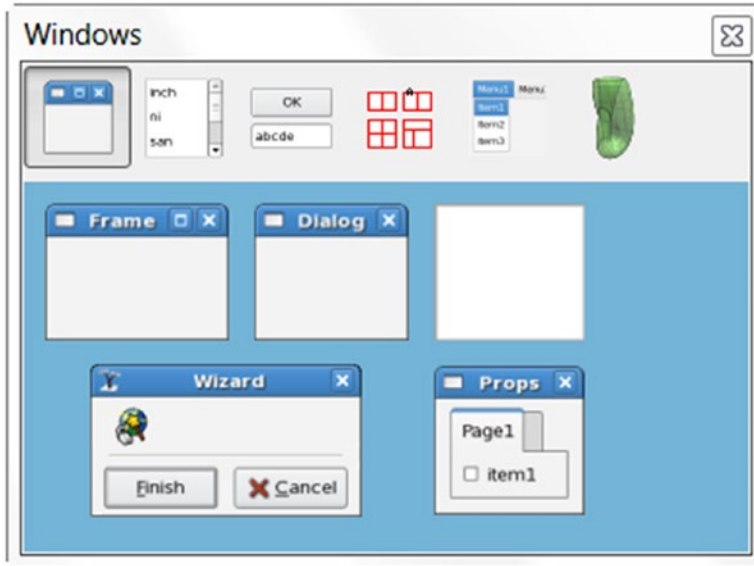 Windows
inch
ni
san
OK
abcde
Menu1 Menu
Item1
Item2
Item3
Frame
Dialog
Wizard
Finish
Cancel
Props
Page1
item1